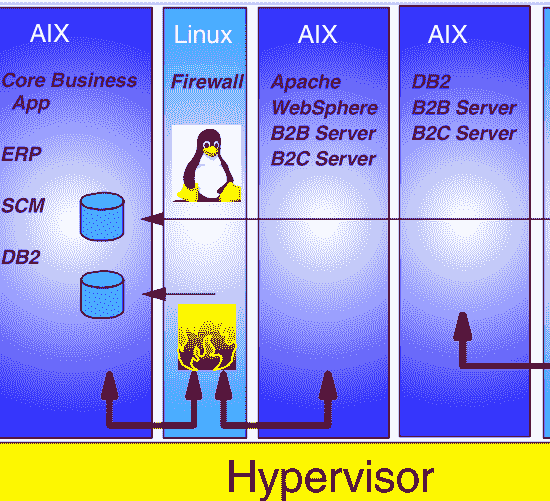 AIX
Core Business
App
ERP
SCM
DB2
Linux
Firewall
AIX
Apache
WebSphere
B2B Server
B2C Server
AIX
DB2
B2B Server
B2C Server
Hypervisor